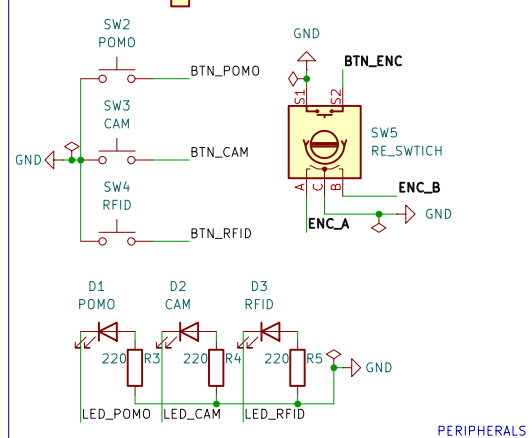 SW2
POMO
BTN_POMO
SW3
CAM
GND
BTN_CAM
SW4
RFID
BTN_RFID
GND
BTN_ENC
S1
S2
SW5
RE_SWTICH
A
C
B
ENC_B
ENC_A
GND
D1
POMO
D2
CAM
D3
RFID
220
R3
220
R4
220
R5
GND
LED_POMO
LED_CAM
LED_RFID
PERIPHERALS